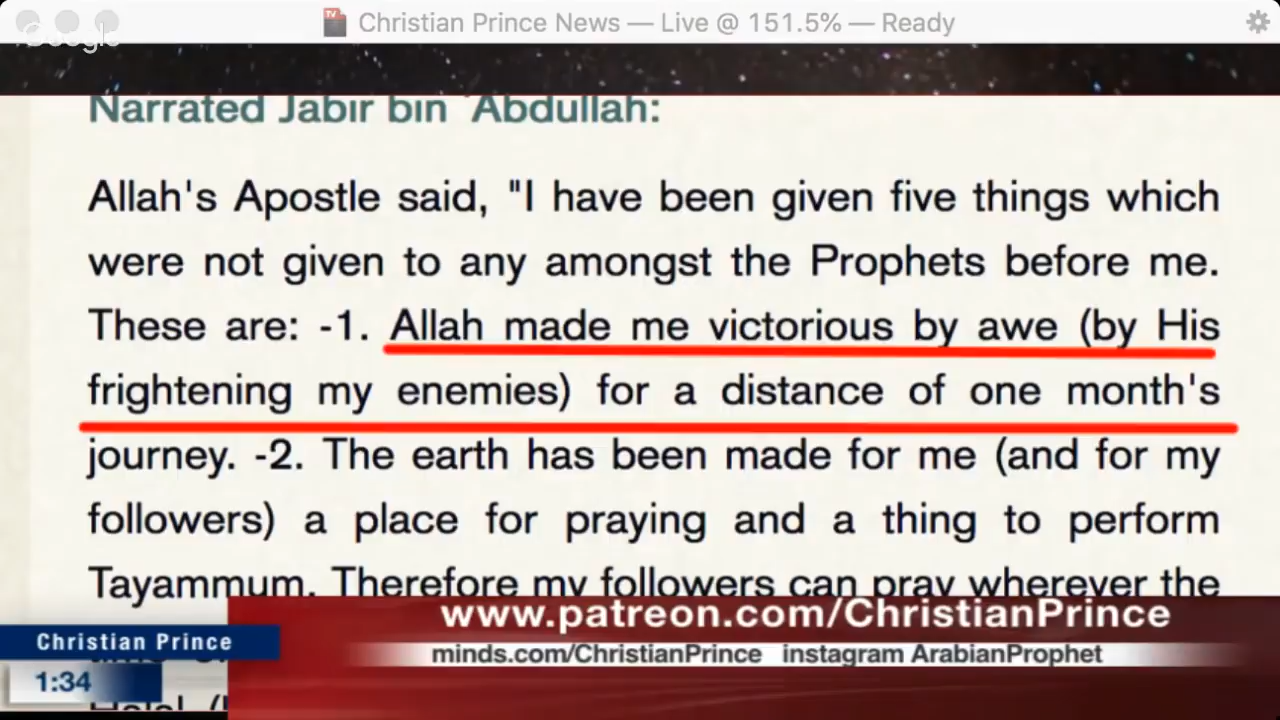 Christian Prince News — Live @ 151.5% — Ready
Google
Narrated Jabir bin 'Abdullah:
Allah's Apostle said, "I have been given five things which
were not given to any amongst the Prophets before me.
These are: -1. Allah made me victorious by awe (by His
frightening my enemies) for a distance of one month's
journey. -2. The earth has been made for me (and for my
followers) a place for praying and a thing to perform
Tayammum. Therefore my followers can pray wherever the
www.patreon.com/ChristianPrince
Christian Prince
minds.com/ChristianPrince instagram ArabianProphet
1:34